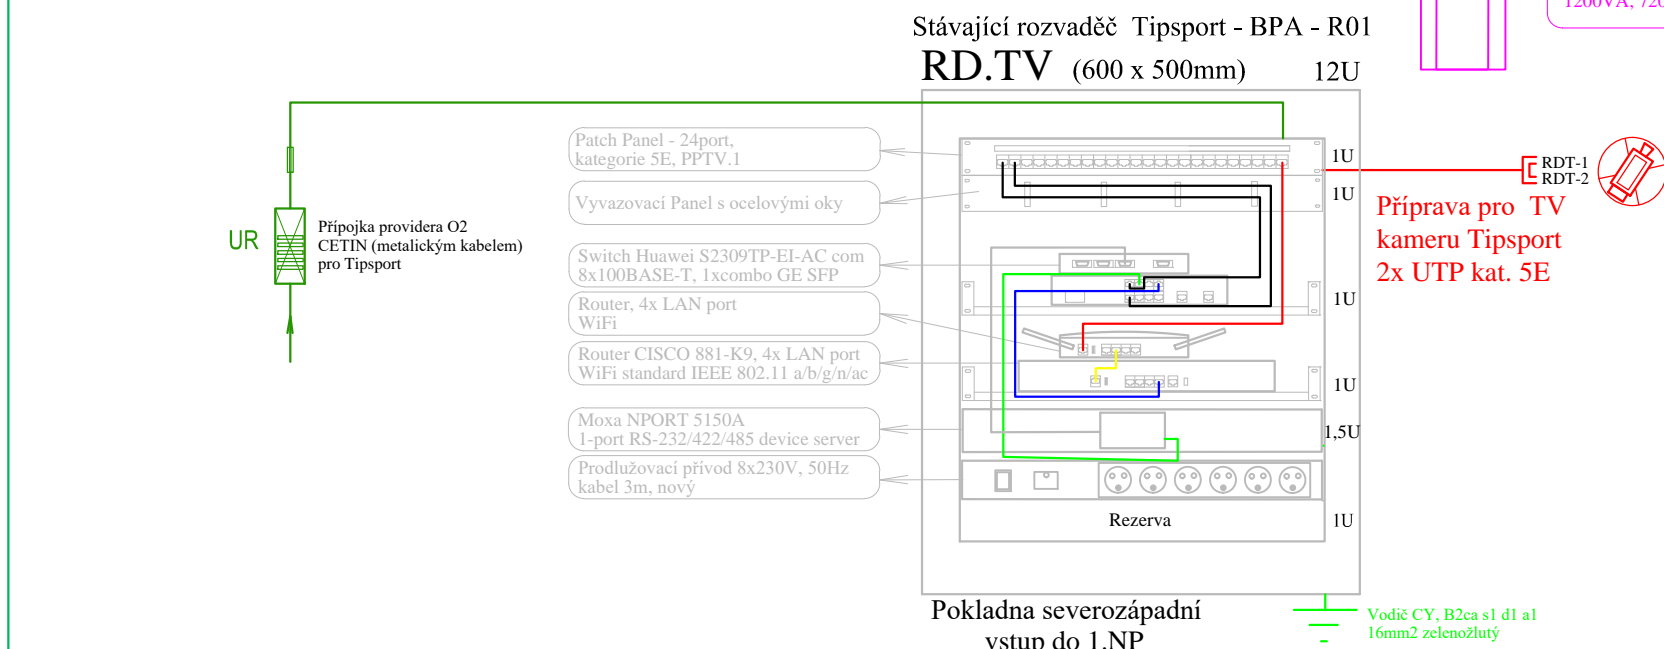 1200VA, 720
Stávající rozvaděč Tipsport - BPA - R01
RD.TV (600 x 500mm) 12U
Patch Panel - 24port,
kategorie 5E, PPTV.1
1U
Vyvazovací Panel s ocelovými oky
1U
RDT-1
RDT-2
Příprava pro TV
kameru Tipsport
2x UTP kat. 5E
UR
Přípojka providera O2
CETIN (metalickým kabelem)
pro Tipsport
Switch Huawei S2309TP-EI-AC com
8x100BASE-T, 1xcombo GE SFP
1U
Router, 4x LAN port
WiFi
Router CISCO 881-K9, 4x LAN port
WiFi standard IEEE 802.11 a/b/g/n/ac
1U
Moxa NPORT 5150A
1-port RS-232/422/485 device server
1,5U
Prodlužovací přívod 8x230V, 50Hz
kabel 3m, nový
Rezerva
1U
Pokladna severozápadní
vstup do 1.NP
Vodič CY, B2ca s1 d1 a1
16mm2 zelenožlutý